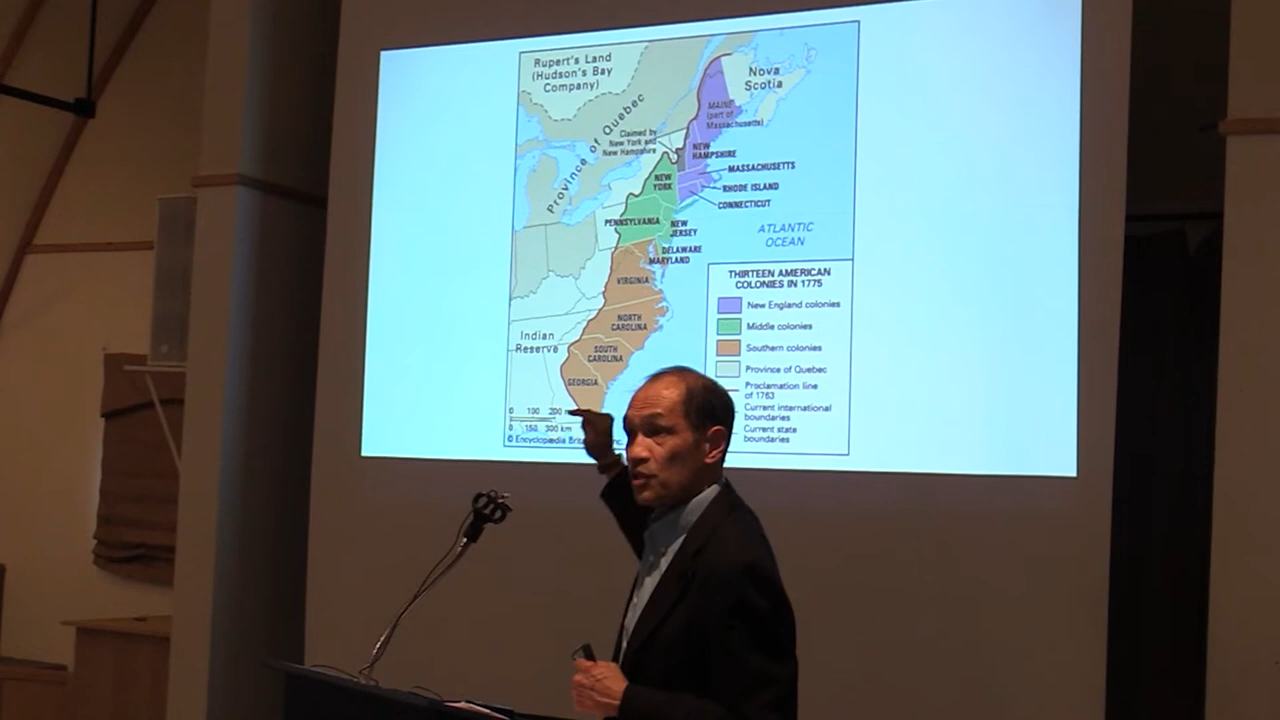 Rupert's Land
(Hudson's Bay
Company)
Nova
Scotia
Province of Quebec
MAINE
(part of
Massachusetts)
Claimed by
New York and
New Hampshire
NEW
HAMPSHIRE
MASSACHUSETTS
NEW
YORK
RHODE ISLAND
CONNECTICUT
PENNSYLVANIA
NEW
JERSEY
ATLANTIC
OCEAN
DELAWARE
MARYLAND
VIRGINIA
NORTH
CAROLINA
Indian
Reserve
SOUTH
CAROLINA
GEORGIA
THIRTEEN AMERICAN
COLONIES IN 1775
New England colonies
Middle colonies
Southern colonies
Province of Quebec
Proclamation line
of 1763
Current international
boundaries
Current state
boundaries
0 100 200
0 150 300 km
© Encyclopædia